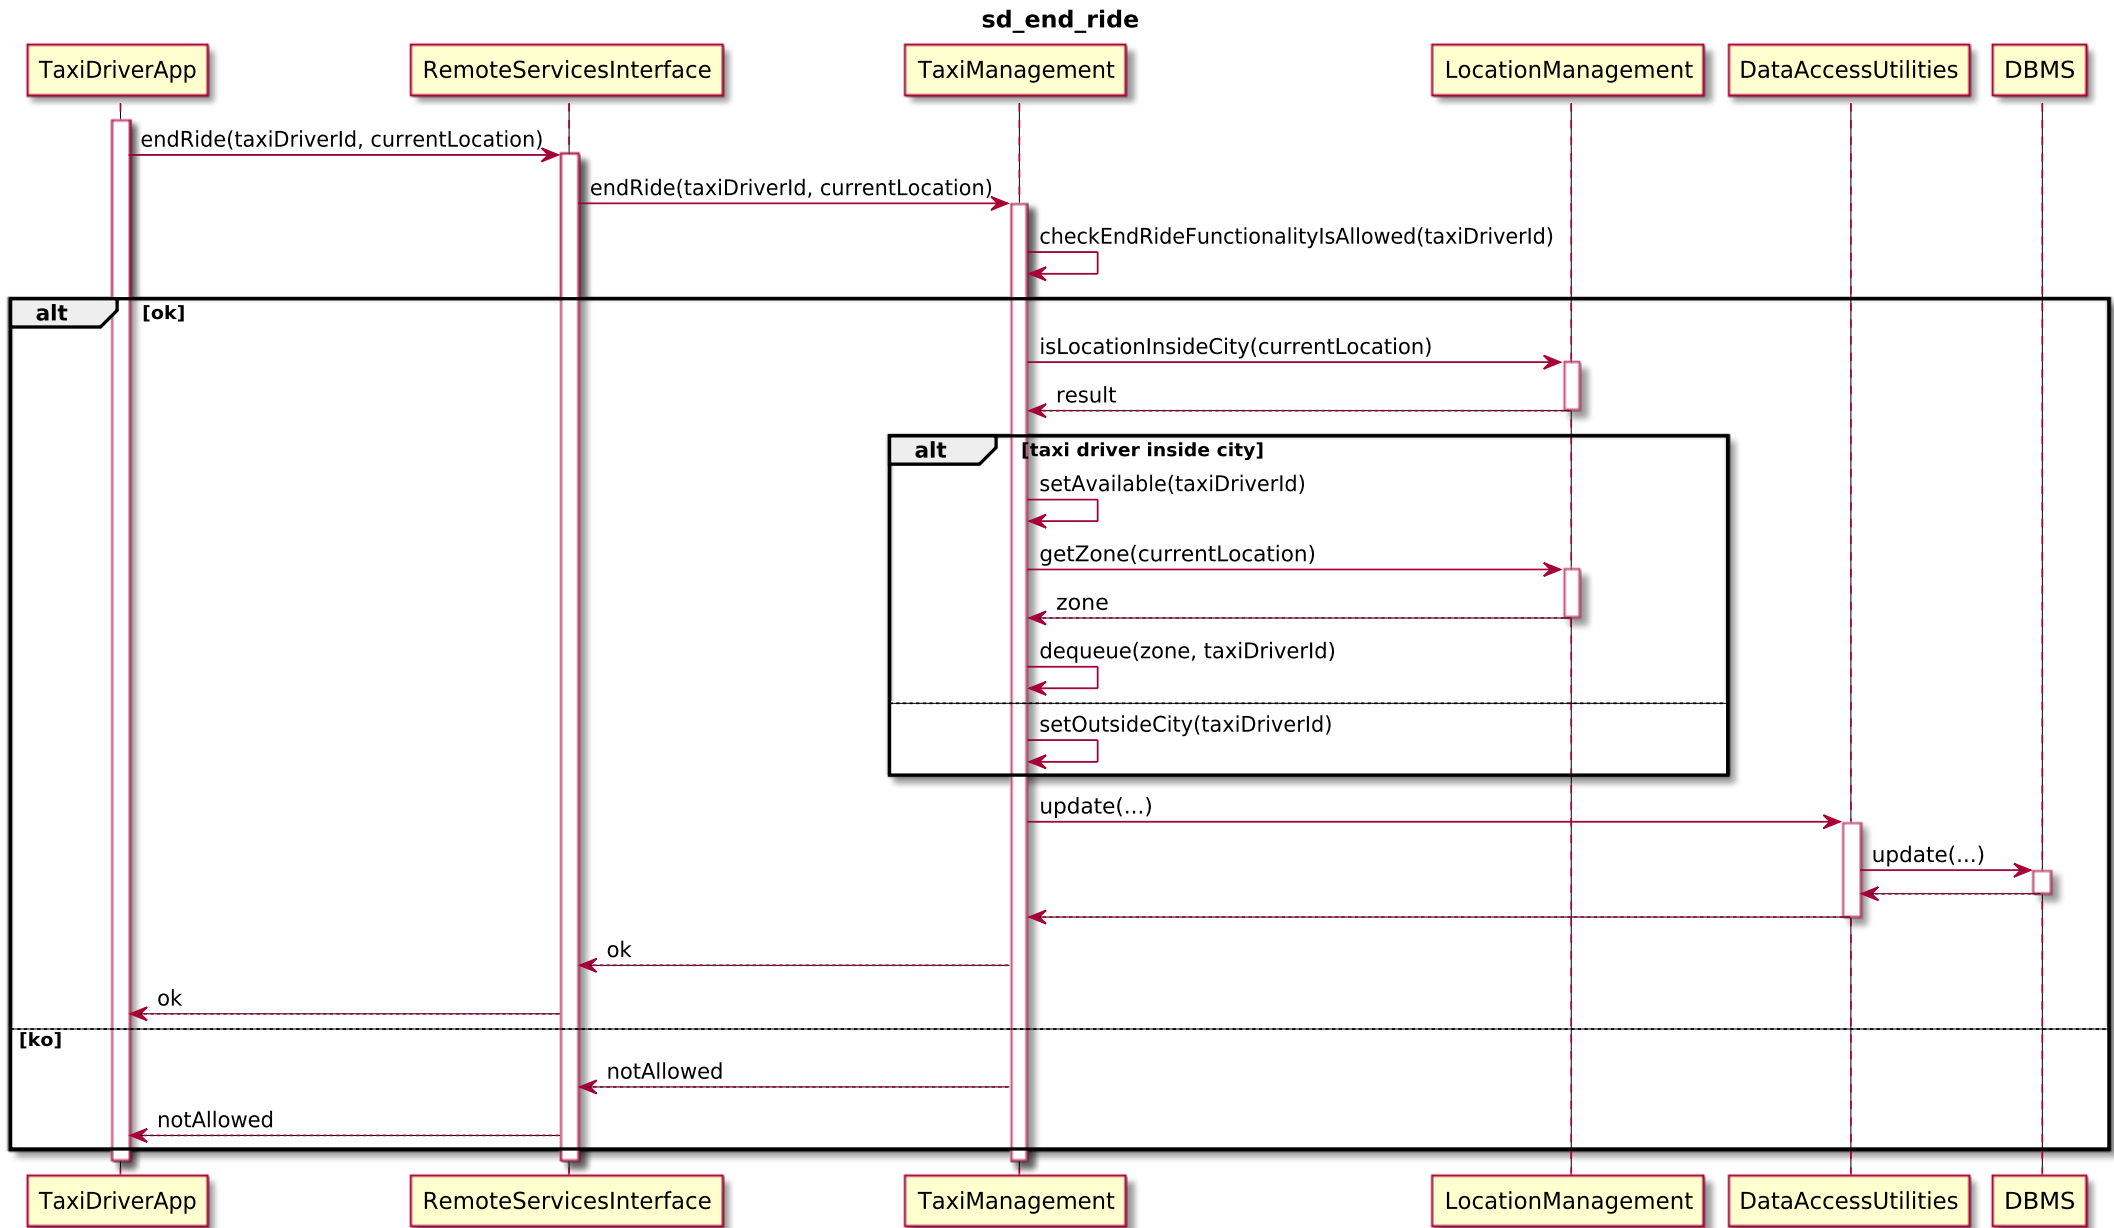 sd_end_ride
TaxiDriverApp RemoteServicesInterface TaxiManagement LocationManagement DataAccessUtilities DBMS
endRide(taxiDriverId, currentLocation)
endRide(taxiDriverId, currentLocation)
checkEndRideFunctionalityIsAllowed(taxiDriverId)
alt [ok]
isLocationInsideCity(currentLocation)
result
alt [taxi driver inside city]
setAvailable(taxiDriverId)
getZone(currentLocation)
zone
dequeue(zone, taxiDriverId)
setOutsideCity(taxiDriverId)
update(...)
update(...)
ok
ok
[ko]
notAllowed
notAllowed
TaxiDriverApp RemoteServicesInterface TaxiManagement LocationManagement DataAccessUtilities DBMS